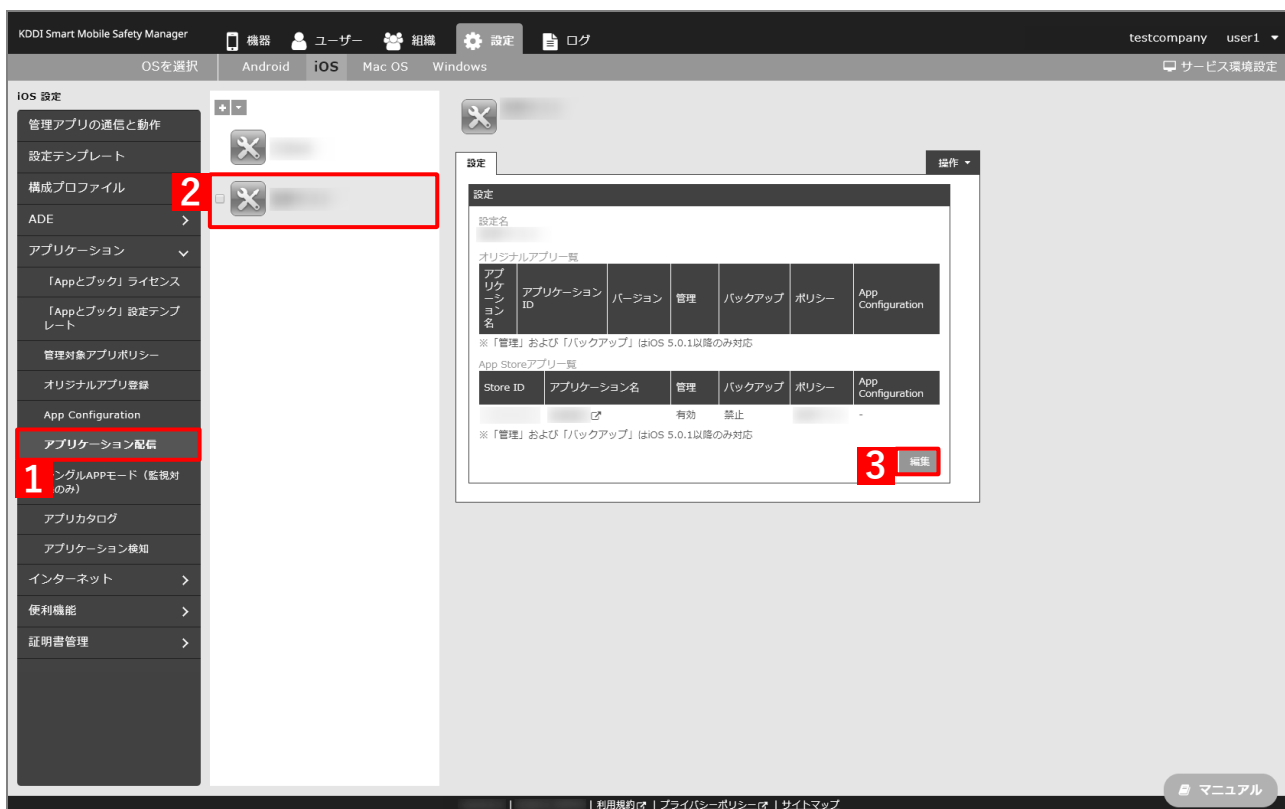 KDDI Smart Mobile Safety Manager
機器
ユーザー
組織
設定
ログ
testcompany
user1
OSを選択
Android
iOS
Mac OS
Windows
サービス環境設定
iOS 設定
管理アプリの通信と動作
設定テンプレート
構成プロファイル
ADE
アプリケーション
「Appとブック」ライセンス
「Appとブック」設定テンプ
レート
管理対象アプリポリシー
オリジナルアプリ登録
App Configuration
アプリケーション配信
1
ングルAPPモード（監視対
のみ）
アプリカタログ
アプリケーション検知
インターネット
便利機能
証明書管理
2
設定
操作
設定
設定名
オリジナルアプリ一覧
アプ
リケ
ーシ
ョン
名
アプリケーション
ID
バージョン
管理
バックアップ
ポリシー
App
Configuration
※「管理」および「バックアップ」はiOS 5.0.1以降のみ対応
App Storeアプリ一覧
Store ID
アプリケーション名
管理
バックアップ
ポリシー
App
Configuration
有効
禁止
-
※「管理」および「バックアップ」はiOS 5.0.1以降のみ対応
3
編集
マニュアル
| | 利用規約 | プライバシーポリシー | サイトマップ